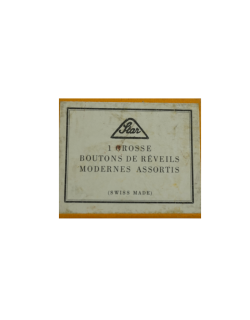 Star
1 GROSSE
BOUTONS DE RÉVEILS
MODERNES ASSORTIS
(SWISS MADE)